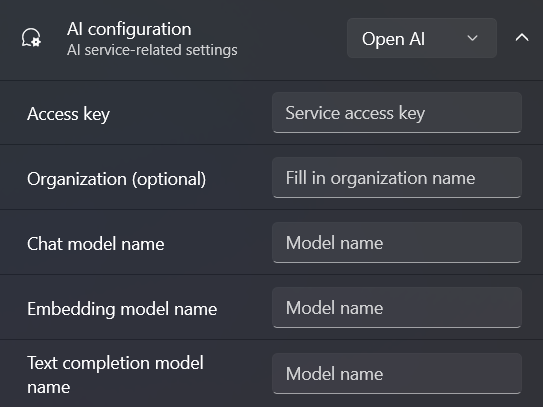 AI configuration
AI service-related settings
Open AI
Access key
Service access key
Organization (optional)
Fill in organization name
Chat model name
Model name
Embedding model name
Model name
Text completion model
name
Model name